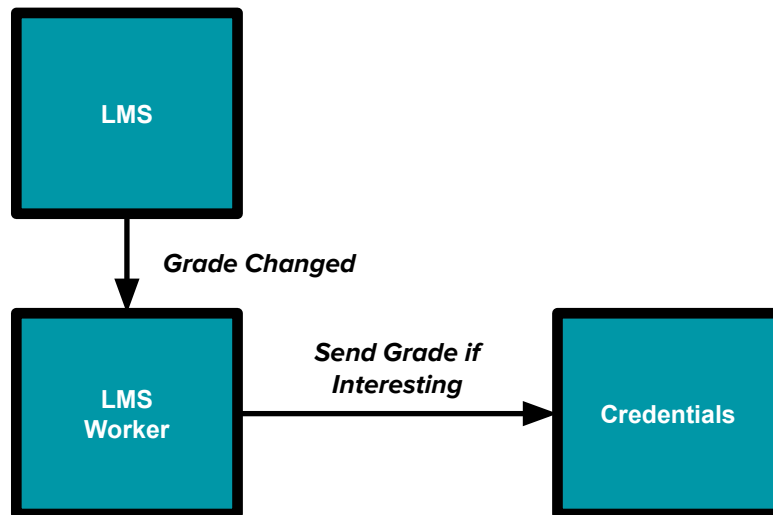 LMS
Grade Changed
LMS
Worker
Send Grade if
Interesting
Credentials